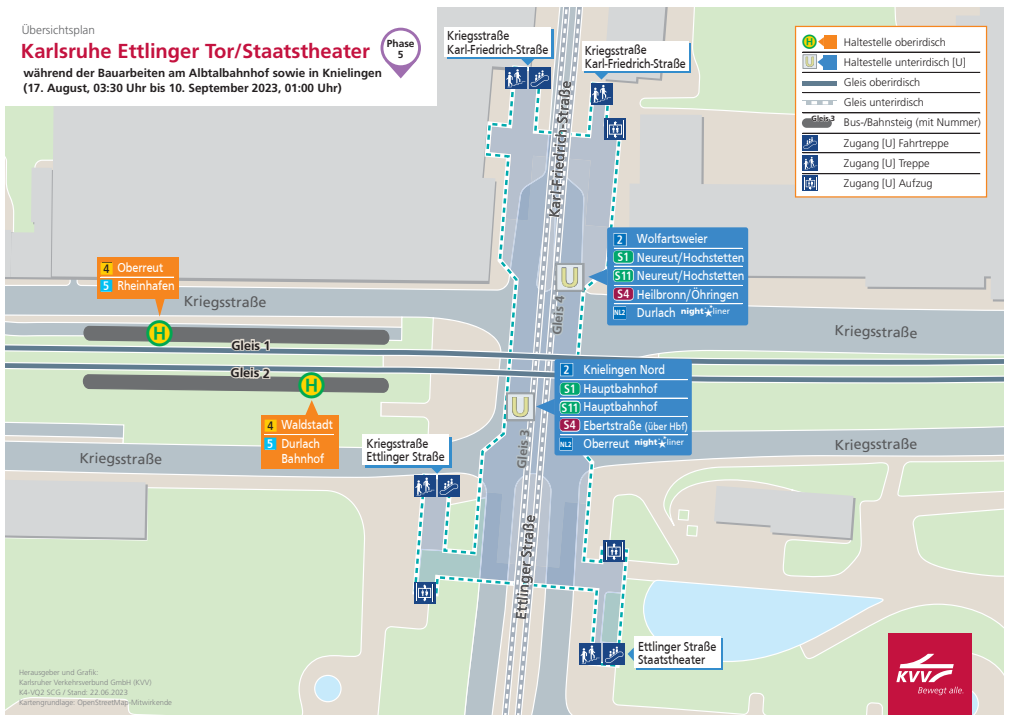 Übersichtsplan
Karlsruhe Ettlinger Tor/Staatstheater
während der Bauarbeiten am Albtalbahnhof sowie in Knielingen
(17. August, 03:30 Uhr bis 10. September 2023, 01:00 Uhr)
Phase
5
Kriegsstraße
Karl-Friedrich-Straße
Kriegsstraße
Karl-Friedrich-Straße
H Haltestelle oberirdisch
U Haltestelle unterirdisch [U]
Gleis oberirdisch
Gleis unterirdisch
Gleis 3 Bus-/Bahnsteig (mit Nummer)
Zugang [U] Fahrtreppe
Zugang [U] Treppe
Zugang [U] Aufzug
Karl-Friedrich-Straße
2 Wolfartsweier
S1 Neureut/Hochstetten
S11 Neureut/Hochstetten
S4 Heilbronn/Öhringen
NL2 Durlach nightliner
U
Gleis 4
4 Oberreut
5 Rheinhafen
Kriegsstraße
Kriegsstraße
H
Gleis 1
Gleis 2
H
2 Knielingen Nord
S1 Hauptbahnhof
S11 Hauptbahnhof
S4 Ebertstraße (über Hbf)
NL2 Oberreut nightliner
U
Gleis 3
4 Waldstadt
5 Durlach
Bahnhof
Kriegsstraße
Ettlinger Straße
Kriegsstraße
Kriegsstraße
Ettlinger Straße
Ettlinger Straße
Staatstheater
Herausgeber und Grafik:
Karlsruher Verkehrsverbund GmbH (KVV)
K4-VQ2 SCG / Stand: 22.06.2023
Kartengrundlage: OpenStreetMap-Mitwirkende
KVV
Bewegt alle.